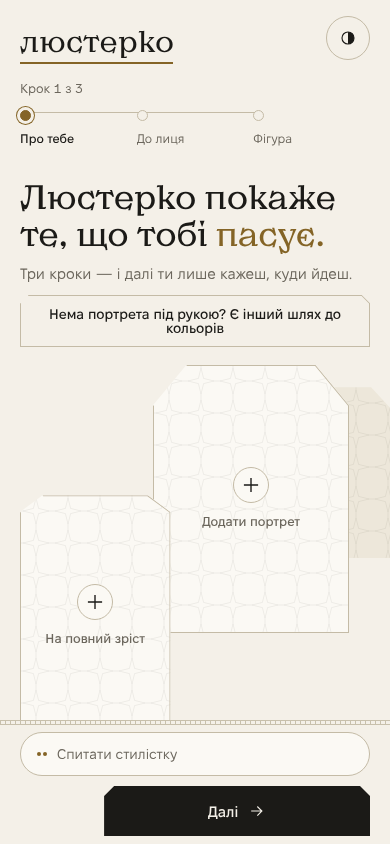 люстерко
Крок 1 з 3
Про тебе
До лиця
Фігура
Люстерко покаже
те, що тобі пасує.
Три кроки — і далі ти лише кажеш, куди йдеш.
Нема портрета під рукою? Є інший шлях до
кольорів
Додати портрет
На повний зріст
Спитати стилістку
Далі →